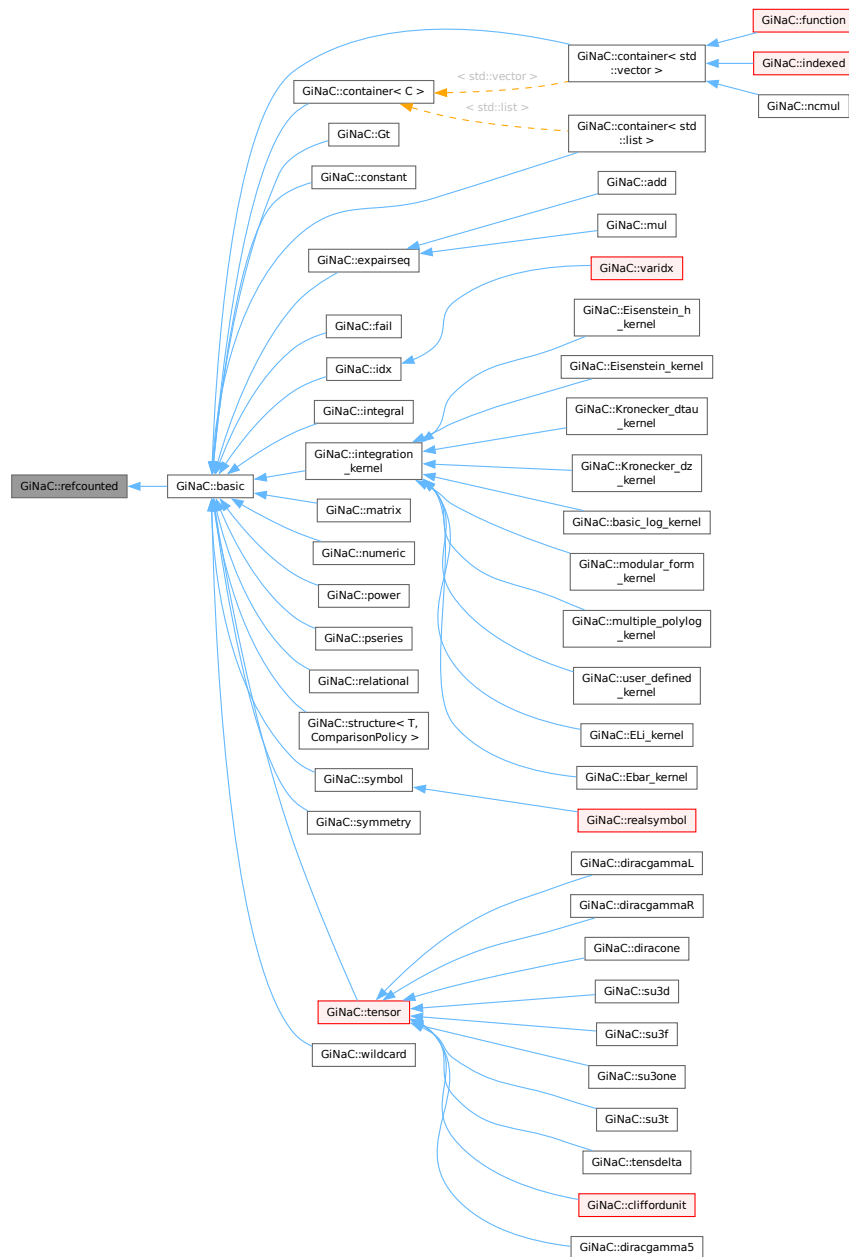 GiNaC::function
GiNaC::container< std
::vector >
GiNaC::indexed
< std::vector >
GiNaC::container< C >
GiNaC::ncmul
< std::list >
GiNaC::Gt
GiNaC::container< std
::list >
GiNaC::constant
GiNaC::add
GiNaC::mul
GiNaC::expairseq
GiNaC::varidx
GiNaC::Eisenstein_h
_kernel
GiNaC::fail
GiNaC::idx
GiNaC::Eisenstein_kernel
GiNaC::integral
GiNaC::Kronecker_dtau
_kernel
GiNaC::integration
_kernel
GiNaC::Kronecker_dz
_kernel
GiNaC::refcounted
GiNaC::basic
GiNaC::matrix
GiNaC::basic_log_kernel
GiNaC::numeric
GiNaC::modular_form
_kernel
GiNaC::power
GiNaC::multiple_polylog
_kernel
GiNaC::pseries
GiNaC::relational
GiNaC::user_defined
_kernel
GiNaC::structure< T,
ComparisonPolicy >
GiNaC::ELi_kernel
GiNaC::symbol
GiNaC::Ebar_kernel
GiNaC::symmetry
GiNaC::realsymbol
GiNaC::diracgammaL
GiNaC::diracgammaR
GiNaC::diracone
GiNaC::su3d
GiNaC::tensor
GiNaC::su3f
GiNaC::wildcard
GiNaC::su3one
GiNaC::su3t
GiNaC::tensdelta
GiNaC::cliffordunit
GiNaC::diracgamma5